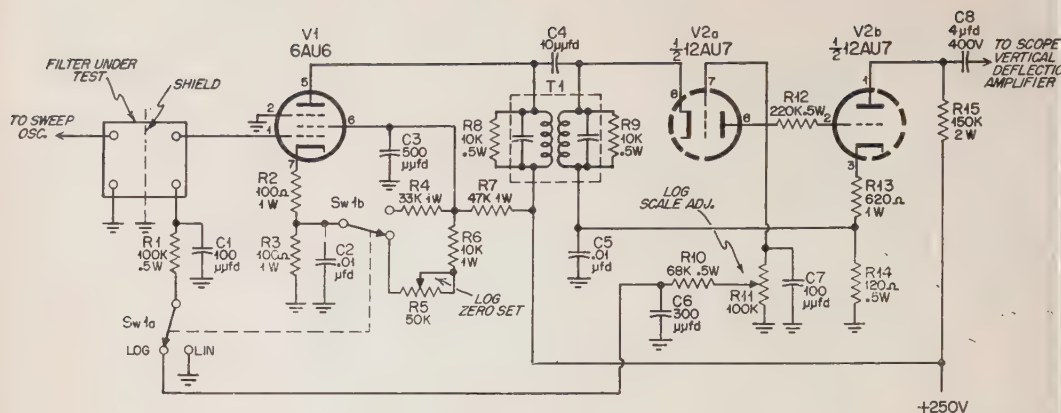 FILTER UNDER TEST
SHIELD
TO SWEEP OSC.
V1
6AU6
5
2
1
6
7
R2
100Ω
1W
R3
100Ω
1W
C1
100
μμfd
R1
100K
.5W
Sw1a
LOG
LIN
C2
.01
μfd
Sw1b
C3
500
μμfd
R4
33K 1W
R7
47K 1W
R6
10K
1W
R5
50K
LOG
ZERO SET
C4
10μμfd
T1
R8
10K
.5W
R9
10K
.5W
C5
.01
μfd
V2a
½12AU7
8
7
6
R12
220K.5W
V2b
½12AU7
1
2
3
R13
620Ω
1W
R14
120Ω
.5W
LOG
SCALE ADJ.
R10
68K .5W
C6
300
μμfd
R11
100K
C7
100
μμfd
R15
150K
2W
C8
4μfd
400V
TO SCOPE
VERTICAL
DEFLECTIO
AMPLIFIER
+250V